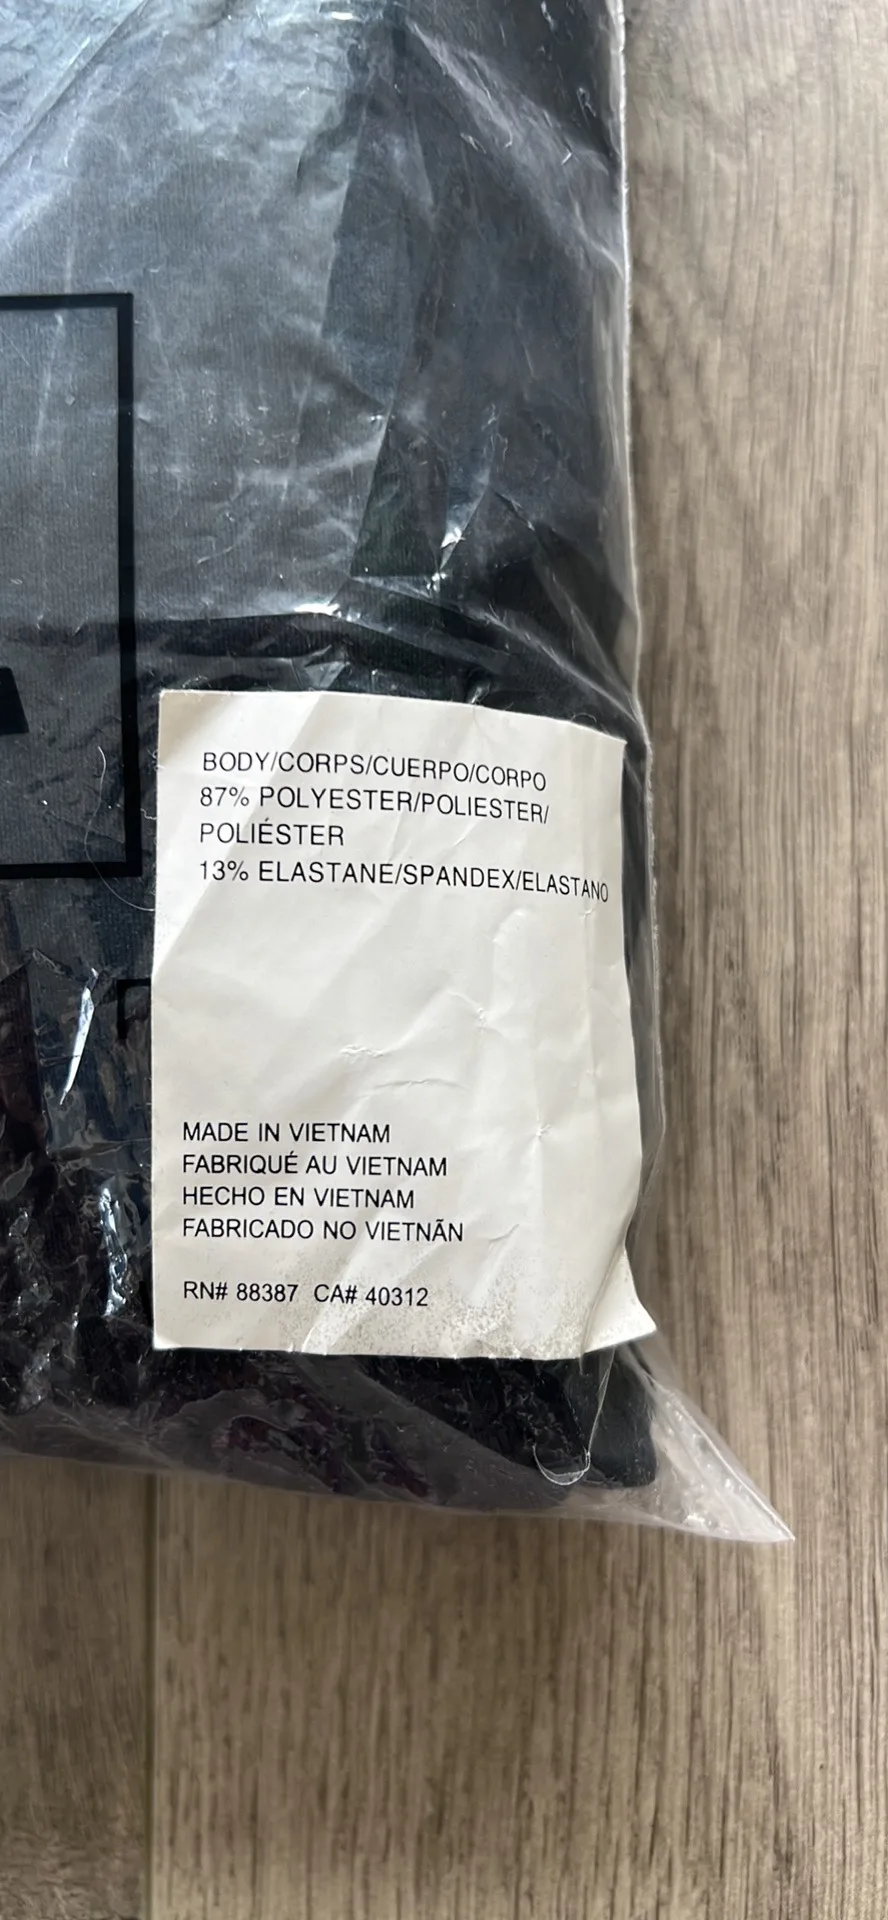 BODY/CORPS/CUERPO/CORPO
87% POLYESTER/POLIESTER/
POLIÉSTER
13% ELASTANE/SPANDEX/ELASTANO
MADE IN VIETNAM
FABRIQUÉ AU VIETNAM
HECHO EN VIETNAM
FABRICADO NO VIETNÃN
RN# 88387 CA# 40312